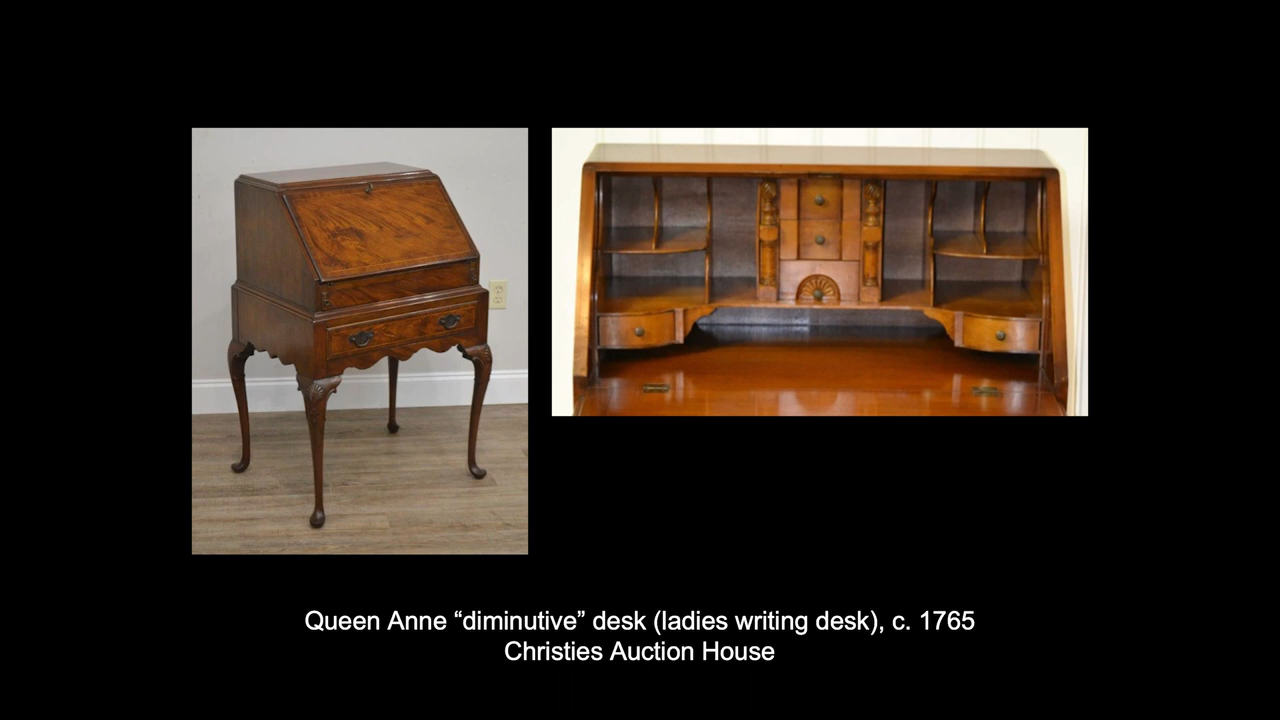 Queen Anne “diminutive” desk (ladies writing desk), c. 1765
Christies Auction House